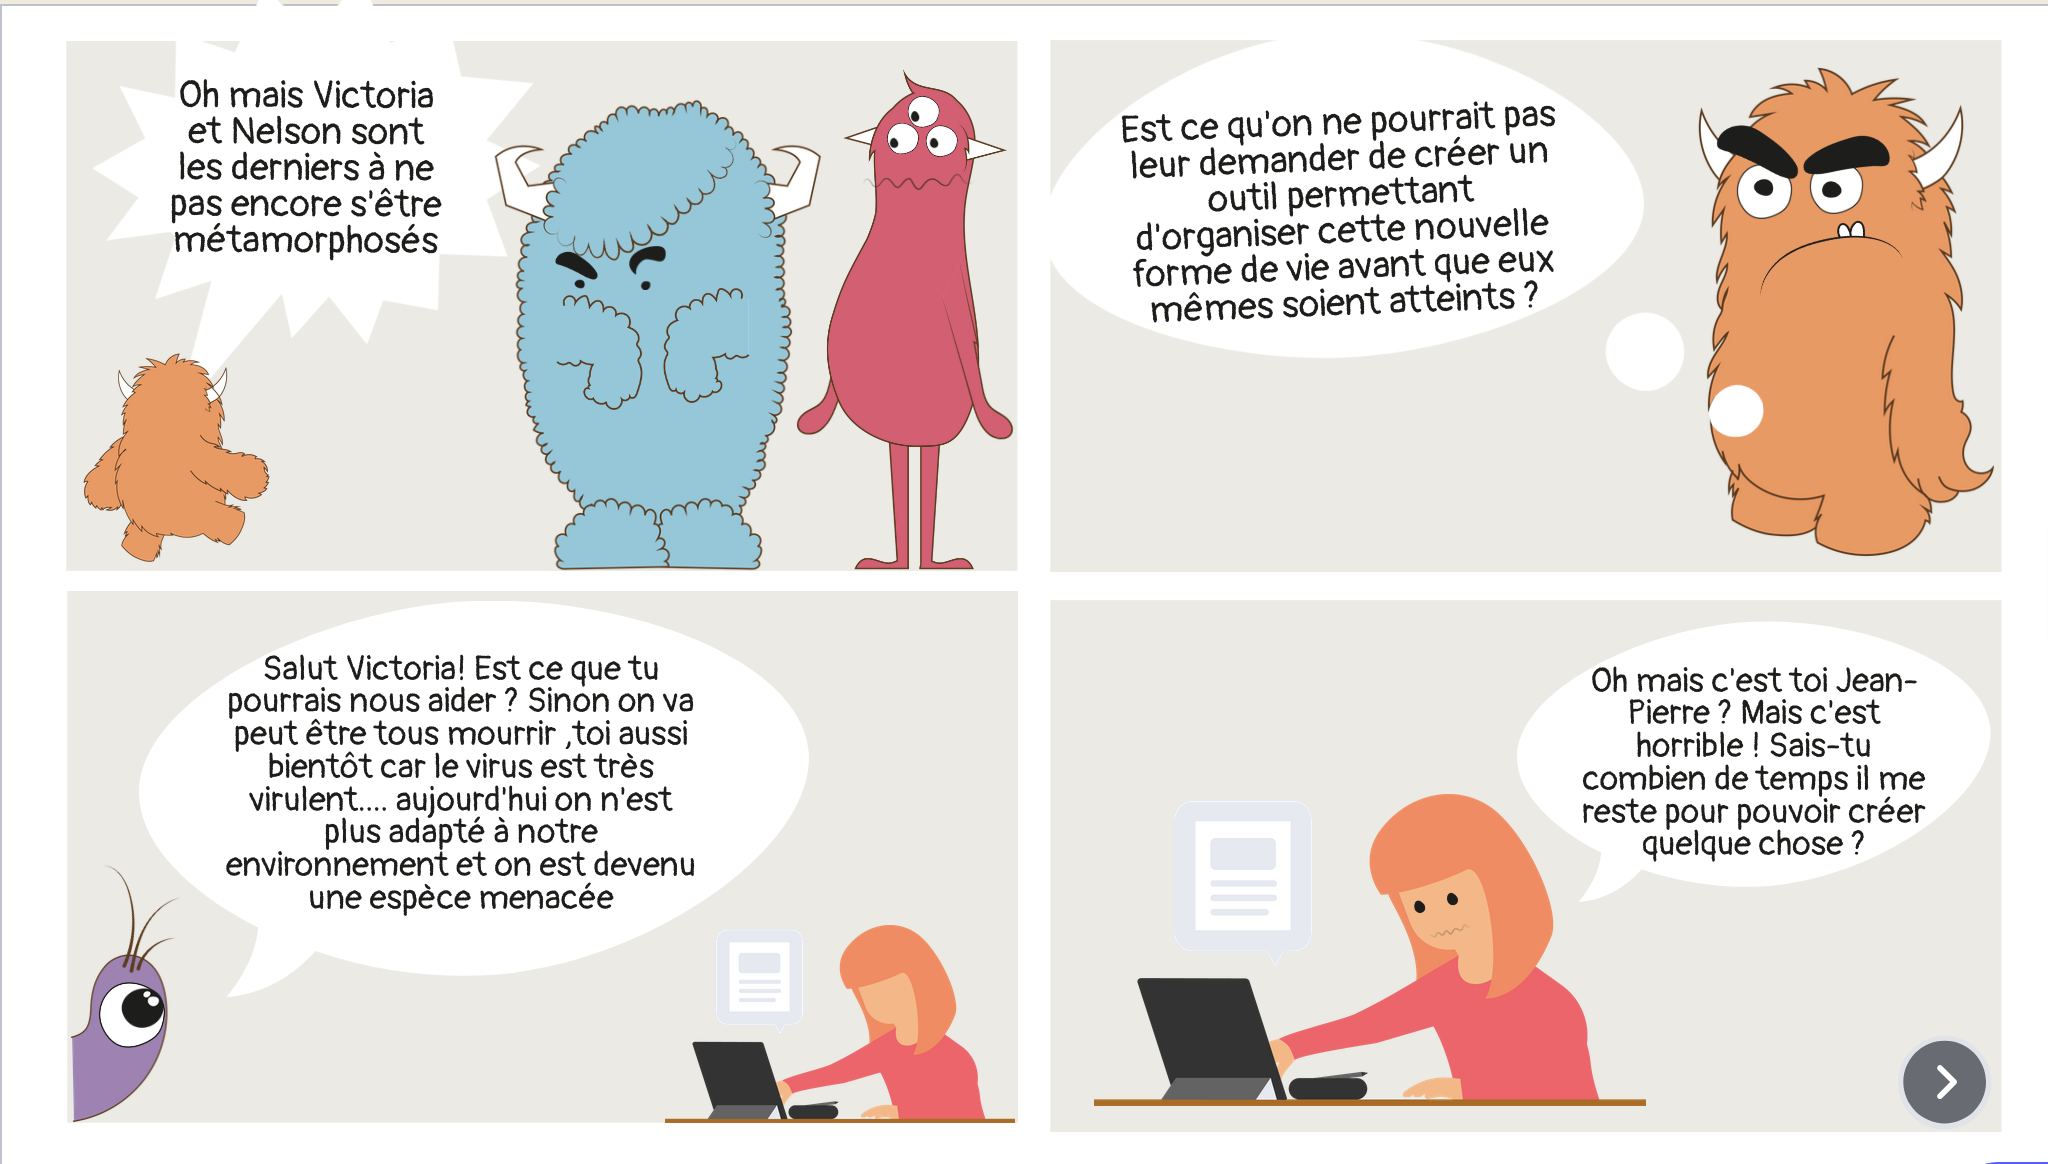 Oh mais Victoria
et Nelson sont
les derniers à ne
pas encore s'être
métamorphosés
Est ce qu'on ne pourrait pas
leur demander de créer un
outil permettant
d'organiser cette nouvelle
forme de vie avant que eux
mêmes soient atteints ?
Salut Victoria! Est ce que tu
pourrais nous aider ? Sinon on va
peut être tous mourrir ,toi aussi
bientôt car le virus est très
virulent.... aujourd'hui on n'est
plus adapté à notre
environnement et on est devenu
une espèce menacée
Oh mais c'est toi Jean-
Pierre ? Mais c'est
horrible ! Sais-tu
combien de temps il me
reste pour pouvoir créer
quelque chose ?